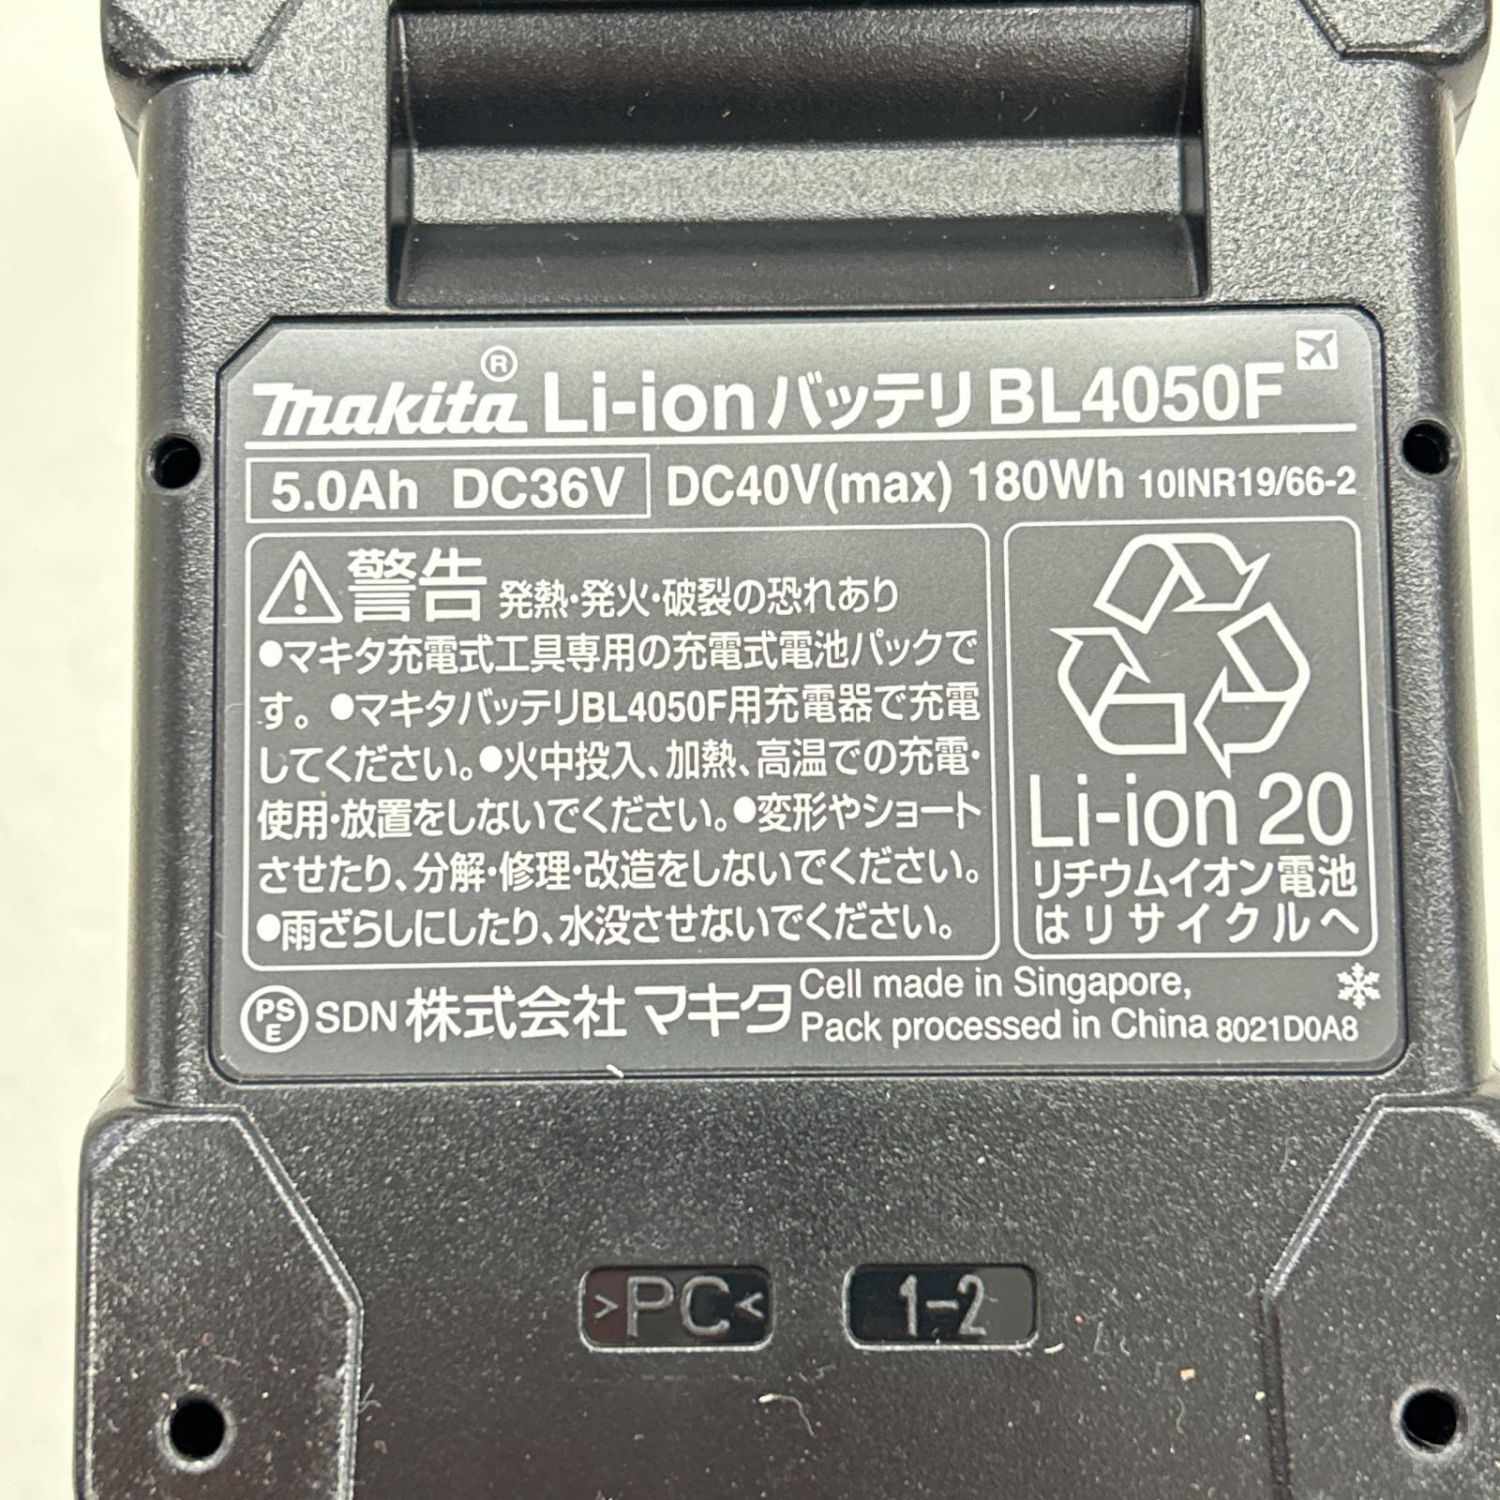 makita® Li-ionバッテリ BL4050F
5.0Ah DC36V DC40V(max) 180Wh 10INR19/66-2
警告 発熱・発火・破裂の恐れあり
●マキタ充電式工具専用の充電式電池パックで
す。●マキタバッテリBL4050F用充電器で充電
してください。●火中投入、加熱、高温での充電・
使用・放置をしないでください。●変形やショート
させたり、分解・修理・改造をしないでください。
●雨ざらしにしたり、水没させないでください。
Li-ion 20
リチウムイオン電池
はリサイクルへ
PS
E
SDN 株式会社 マキタ
Cell made in Singapore,
Pack processed in China 8021D0A8
>PC<
1-2